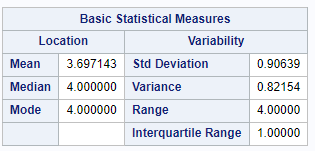 Basic Statistical Measures
Location Variability
Mean 3.697143 Std Deviation 0.90639
Median 4.000000 Variance 0.82154
Mode 4.000000 Range 4.00000
Interquartile Range 1.00000